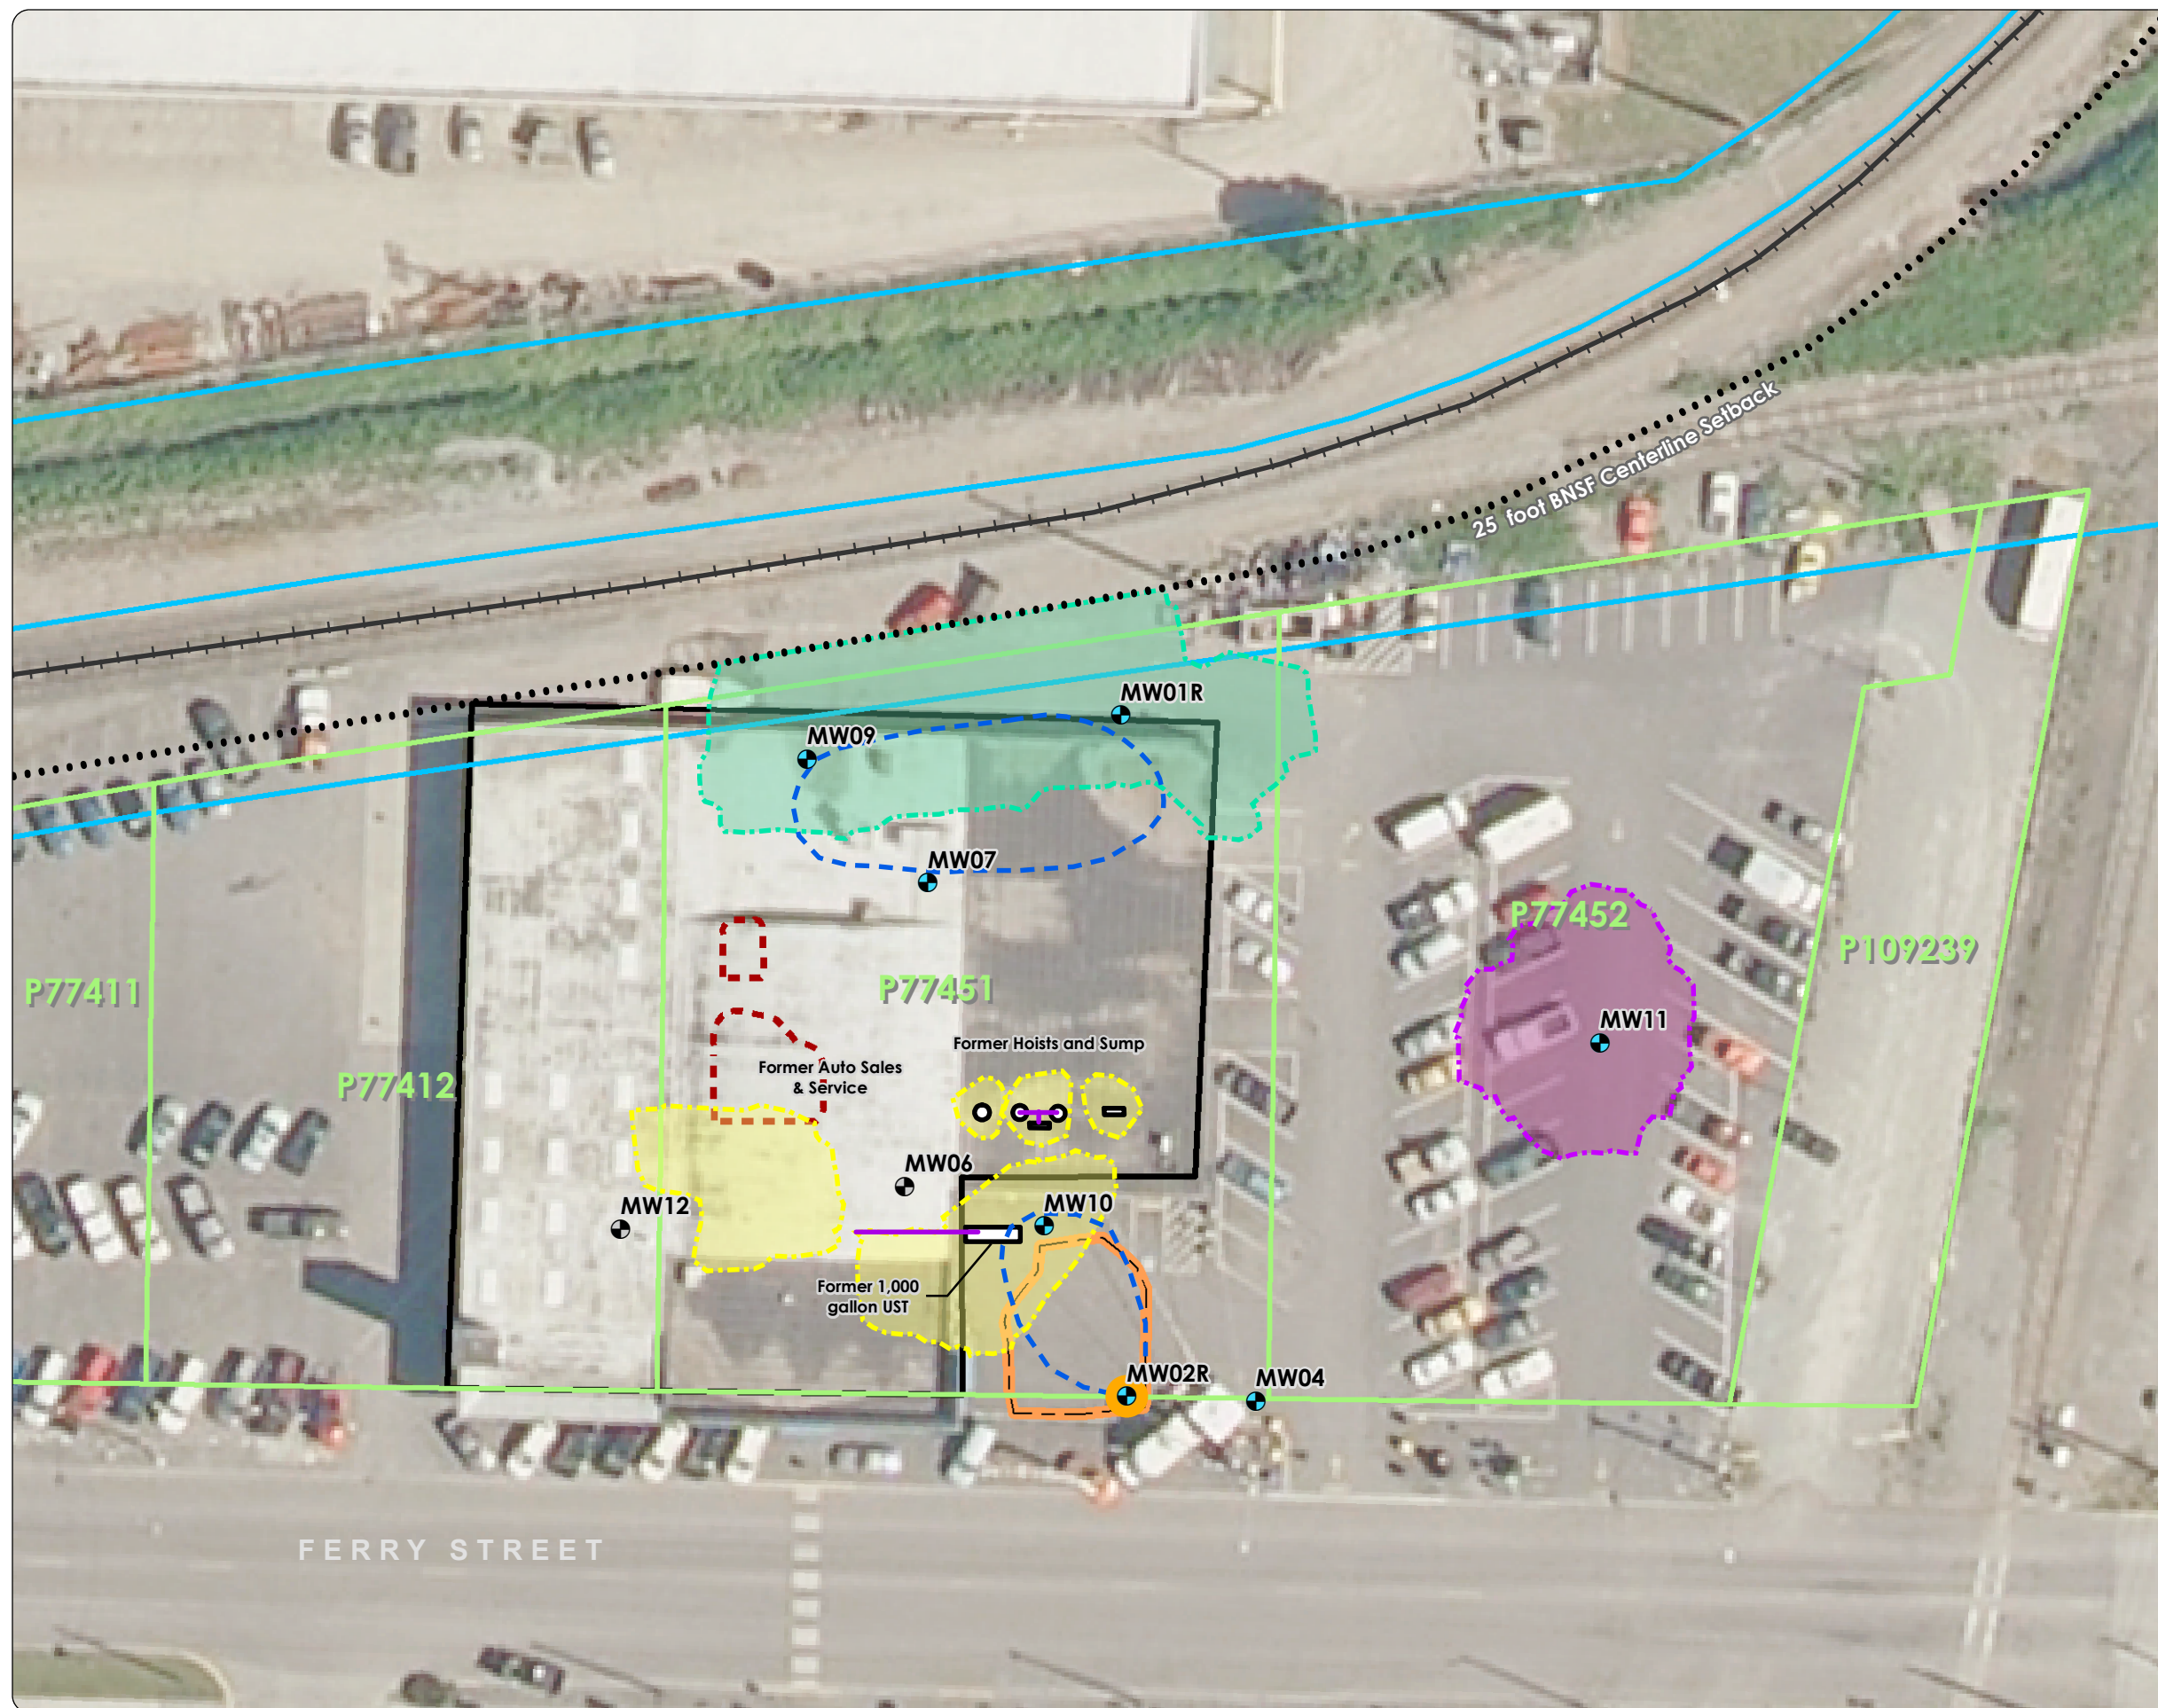 25 foot BNSF Centerline Setback
MW01R
MW09
MW07
P77452
P109239
P77411
P77451
MW11
Former Hoists and Sump
Former Auto Sales
& Service
P77412
MW06
MW12
MW10
Former 1,000
gallon UST
MW02R
MW04
FERRY STREET